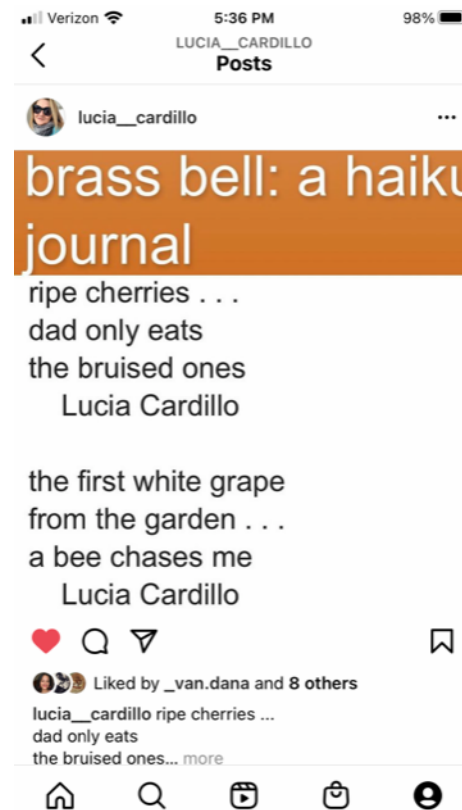 Verizon 5:36 PM 98%
LUCIA__CARDILLO
Posts
lucia__cardillo
brass bell: a haiku
journal
ripe cherries . . .
dad only eats
the bruised ones
Lucia Cardillo
the first white grape
from the garden . . .
a bee chases me
Lucia Cardillo
Liked by _van.dana and 8 others
lucia__cardillo ripe cherries ...
dad only eats
the bruised ones... more